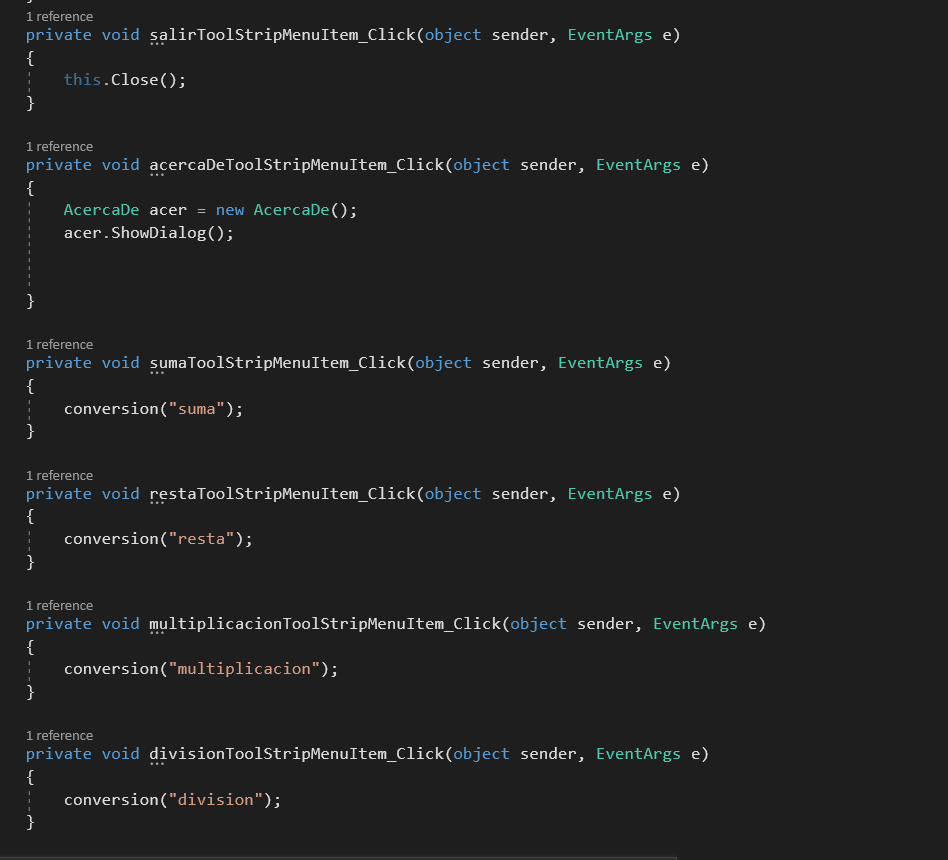 1 reference
private void salirToolStripMenuItem_Click(object sender, EventArgs e)
{
this.Close();
}
1 reference
private void acercaDeToolStripMenuItem_Click(object sender, EventArgs e)
{
AcercaDe acer = new AcercaDe();
acer.ShowDialog();
}
1 reference
private void sumaToolStripMenuItem_Click(object sender, EventArgs e)
{
conversion("suma");
}
1 reference
private void restaToolStripMenuItem_Click(object sender, EventArgs e)
{
conversion("resta");
}
1 reference
private void multiplicacionToolStripMenuItem_Click(object sender, EventArgs e)
{
conversion("multiplicacion");
}
1 reference
private void divisionToolStripMenuItem_Click(object sender, EventArgs e)
{
conversion("division");
}